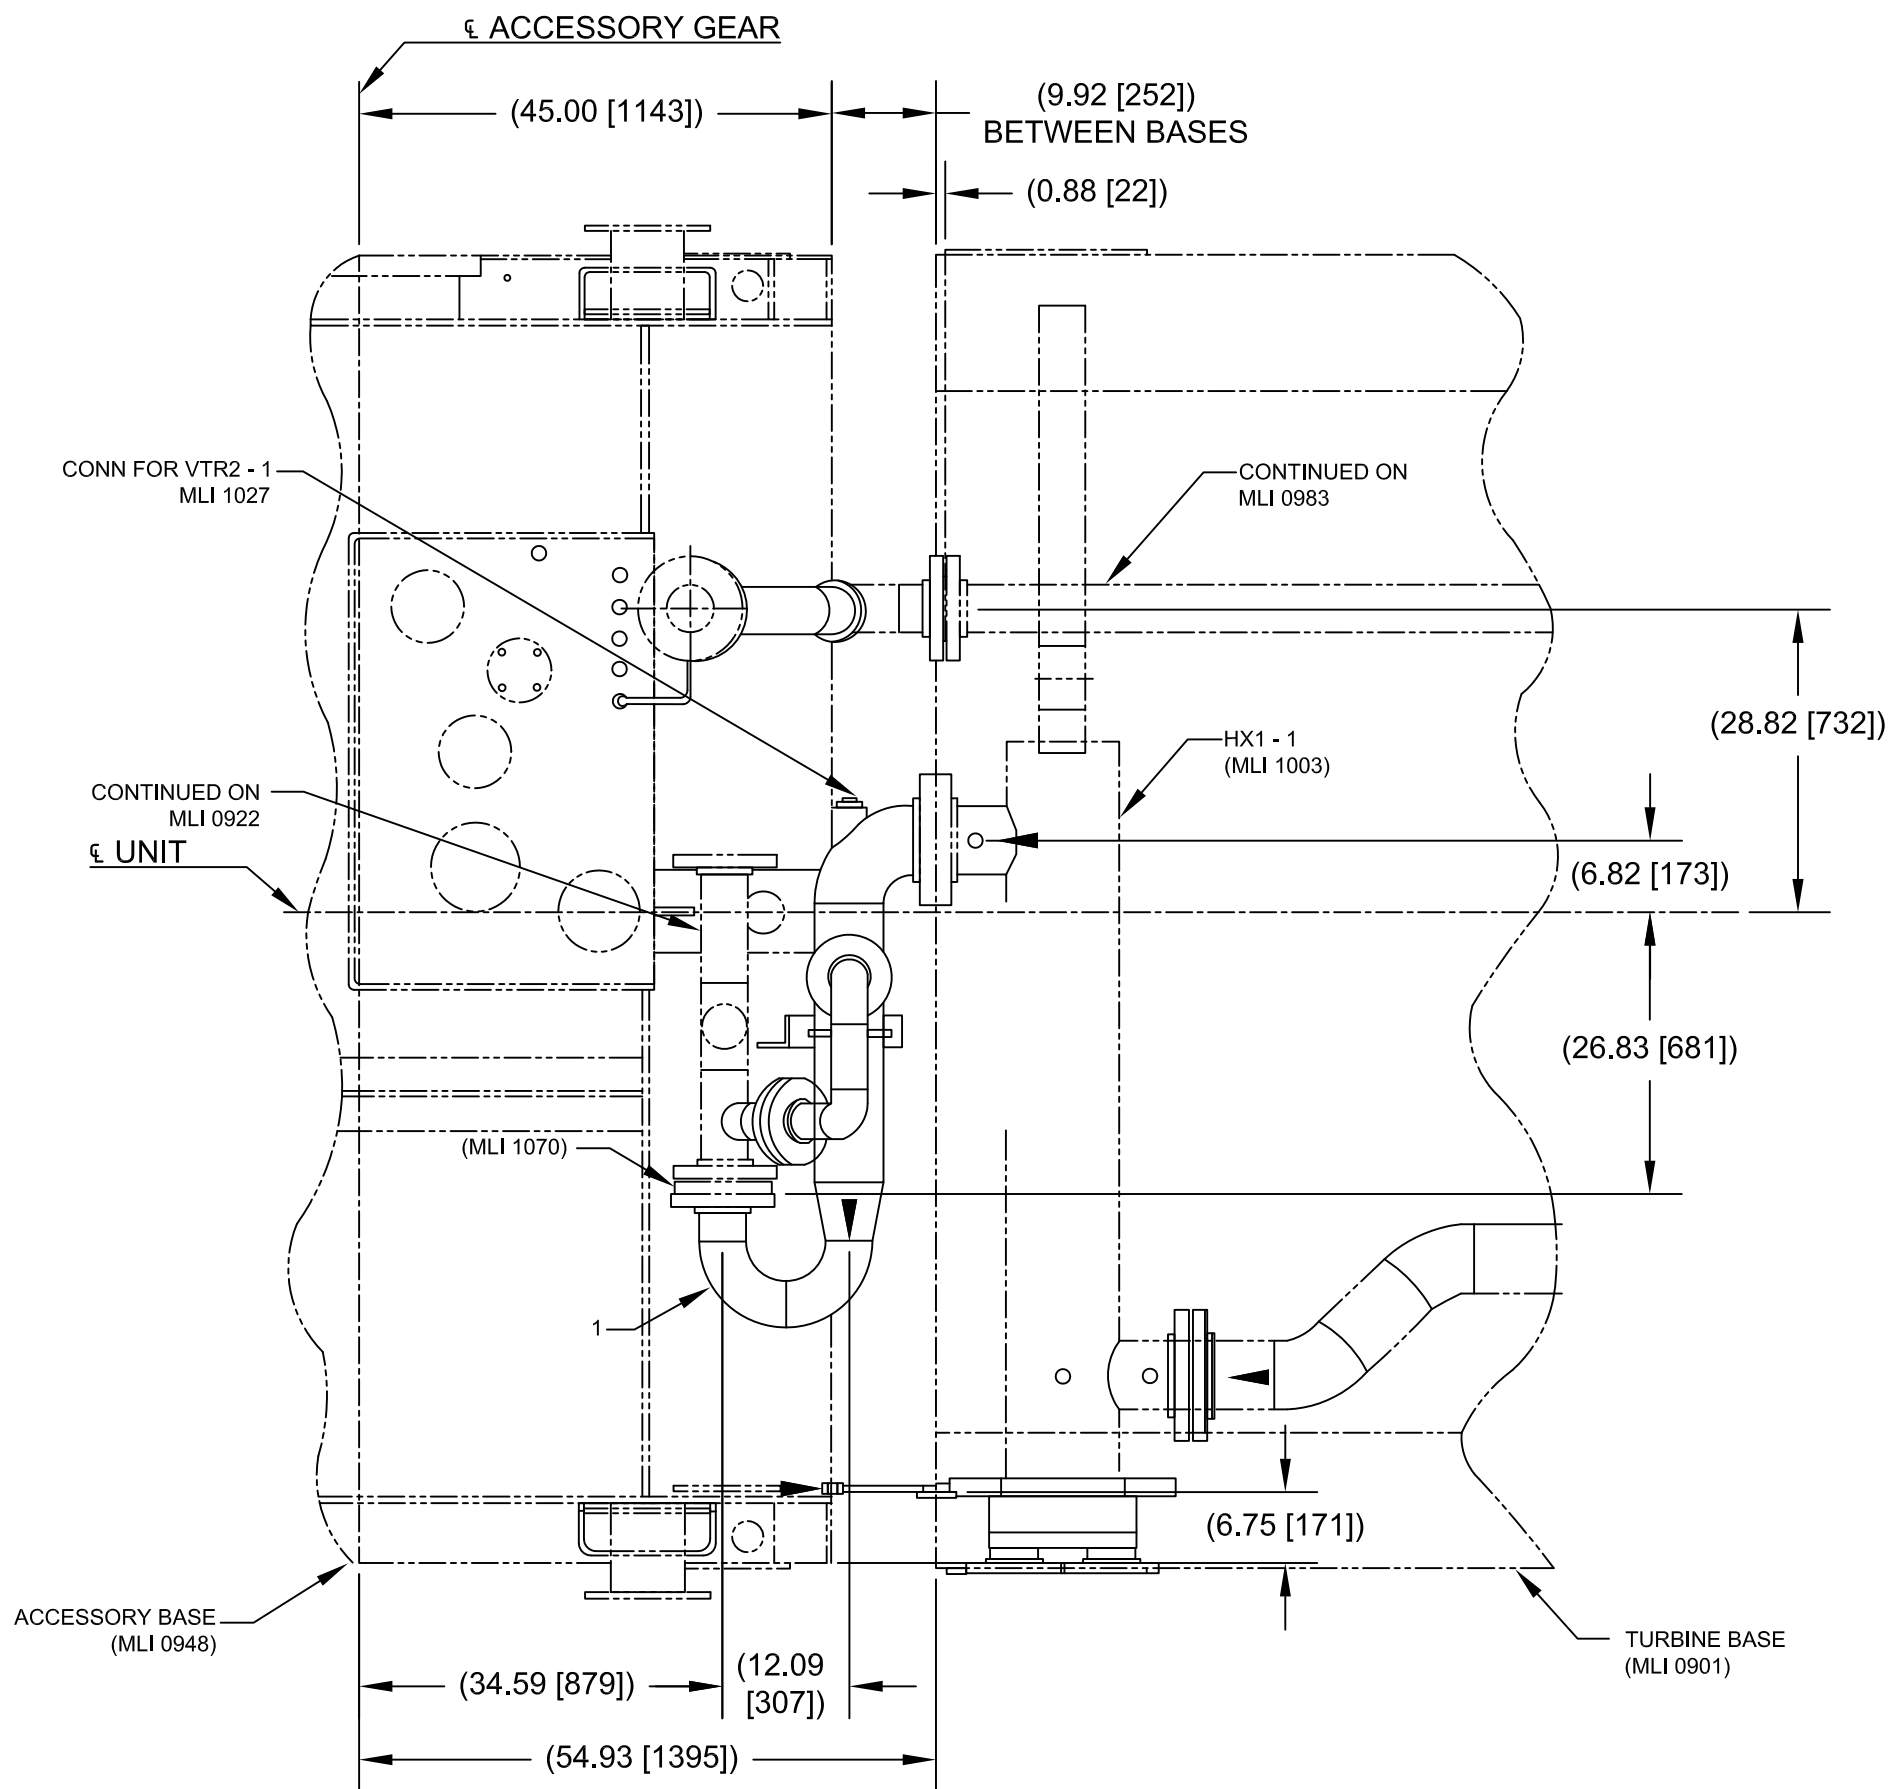 ℄ ACCESSORY GEAR
(45.00 [1143])
(9.92 [252])
BETWEEN BASES
(0.88 [22])
CONN FOR VTR2 - 1
MLI 1027
CONTINUED ON
MLI 0983
(28.82 [732])
HX1 - 1
(MLI 1003)
CONTINUED ON
MLI 0922
℄ UNIT
(6.82 [173])
(26.83 [681])
(MLI 1070)
1
(6.75 [171])
ACCESSORY BASE
(MLI 0948)
TURBINE BASE
(MLI 0901)
(34.59 [879])
(12.09
[307])
(54.93 [1395])